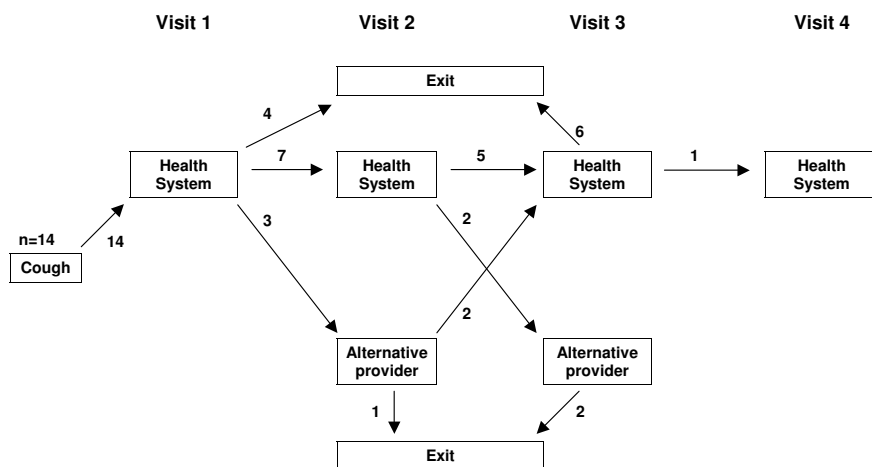 Visit 1 Visit 2 Visit 3 Visit 4
Exit
4
6
7
5
1
Health
System
Health
System
Health
System
Health
System
3
2
n=14
14
Cough
2
Alternative
provider
Alternative
provider
1
2
Exit